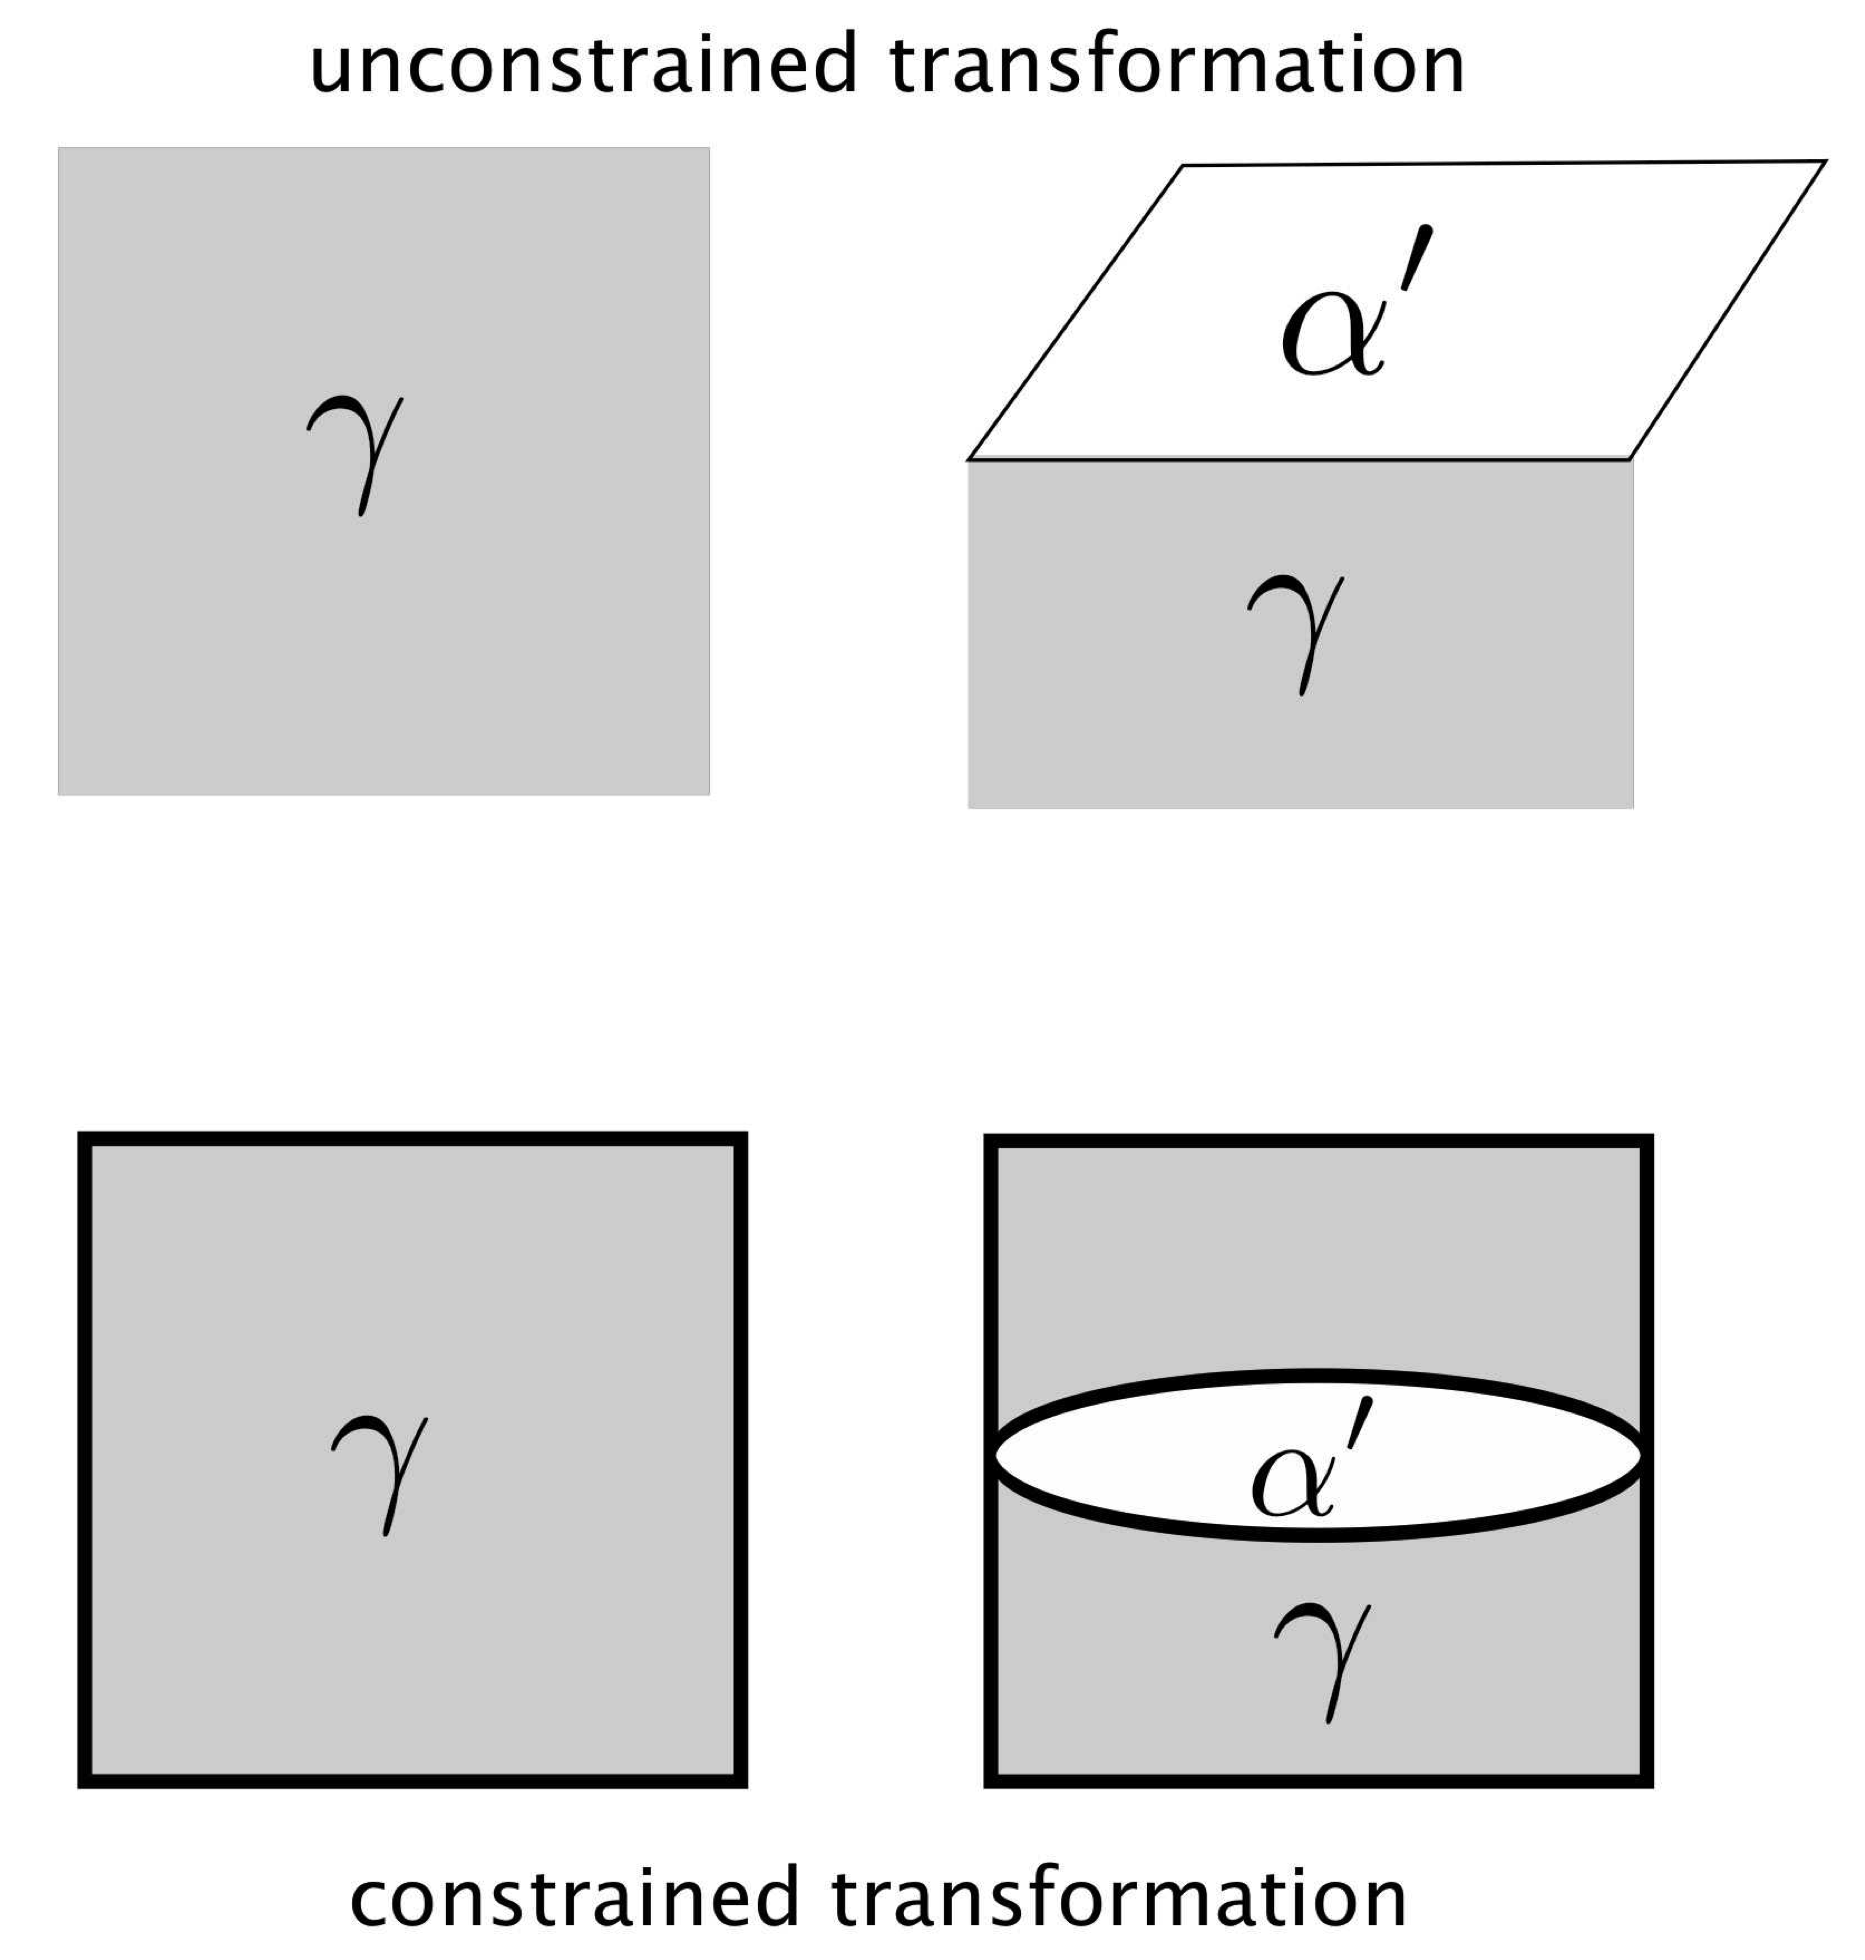 unconstrained transformation
γ
α′
γ
γ
α′
γ
constrained transformation